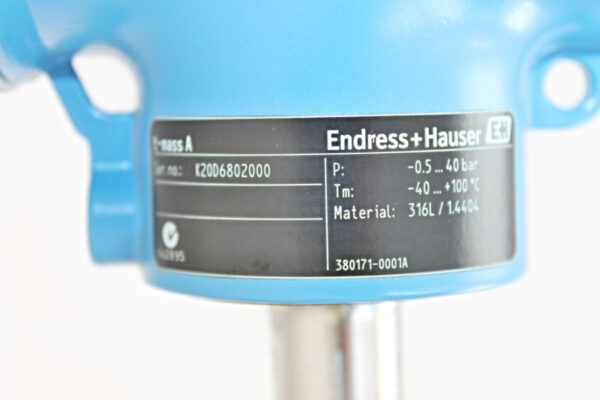 t-mass A
Ser.no.: K20D6802000
Endress+Hauser E+H
P: -0.5 ... 40 bar
Tm: -40 ... +100 °C
Material: 316L / 1.4404
380171-0001A